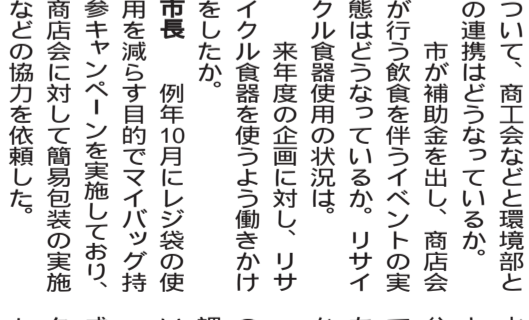 ついて、商工会などと環境部と
の連携はどうなっているか。
市が補助金を出し、商店会
が行う飲食を伴うイベントの実
態はどうなっているか。リサイ
クル食器使用の状況は。
来年度の企画に対し、リサ
イクル食器を使うよう働きかけ
をしたか。
市長　例年10月にレジ袋の使
用を減らす目的でマイバッグ持
参キャンペーンを実施しており、
商店会に対して簡易包装の実施
などの協力を依頼した。